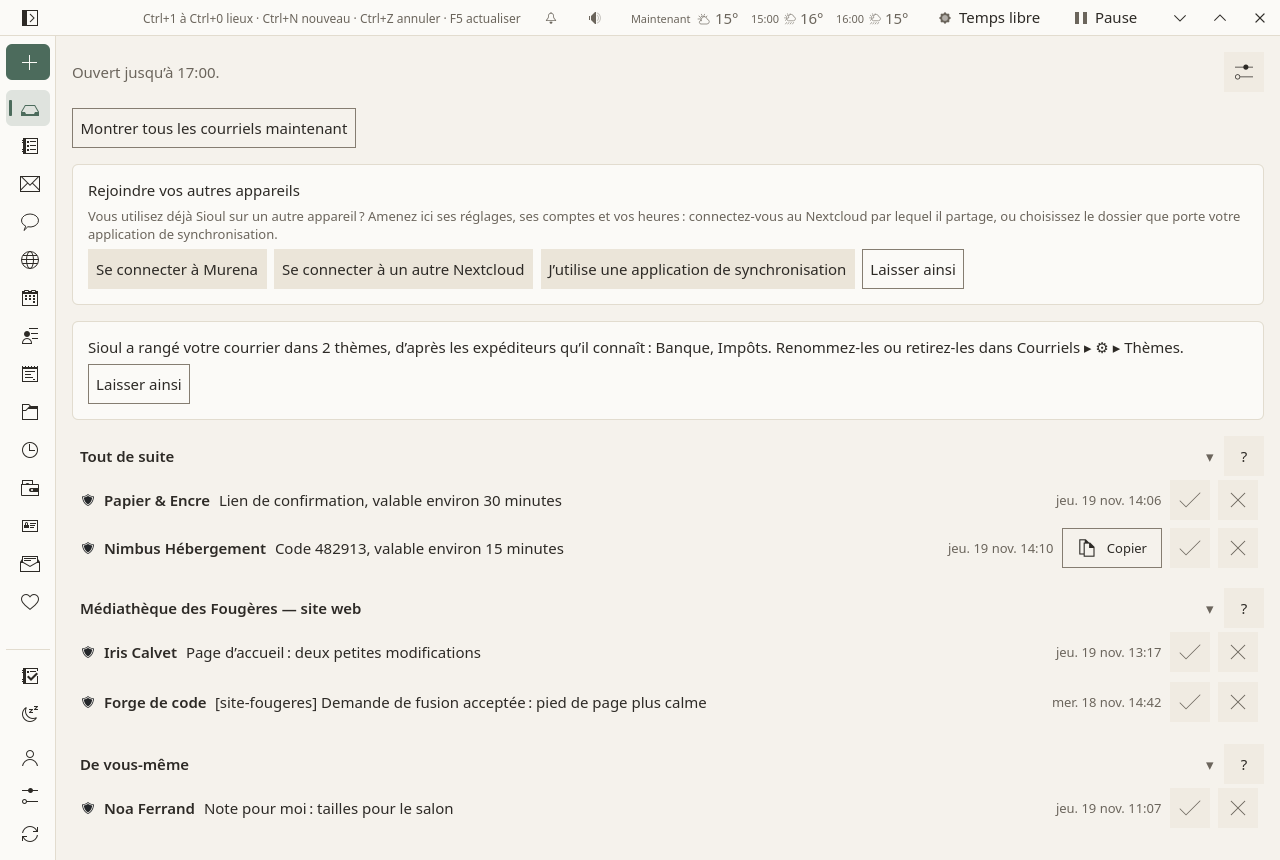 Ctrl+1 à Ctrl+0 lieux · Ctrl+N nouveau · Ctrl+Z annuler · F5 actualiser
Maintenant 15° 15:00 16° 16:00 15°
Temps libre
Pause
Ouvert jusqu’à 17:00.
Montrer tous les courriels maintenant
Rejoindre vos autres appareils
Vous utilisez déjà Sioul sur un autre appareil ? Amenez ici ses réglages, ses comptes et vos heures : connectez-vous au Nextcloud par lequel il partage, ou choisissez le dossier que porte votre
application de synchronisation.
Se connecter à Murena
Se connecter à un autre Nextcloud
J’utilise une application de synchronisation
Laisser ainsi
Sioul a rangé votre courrier dans 2 thèmes, d’après les expéditeurs qu’il connaît : Banque, Impôts. Renommez-les ou retirez-les dans Courriels ▸ ⚙ ▸ Thèmes.
Laisser ainsi
Tout de suite ▾ ?
Papier & Encre Lien de confirmation, valable environ 30 minutes jeu. 19 nov. 14:06
Nimbus Hébergement Code 482913, valable environ 15 minutes jeu. 19 nov. 14:10 Copier
Médiathèque des Fougères — site web ▾ ?
Iris Calvet Page d’accueil : deux petites modifications jeu. 19 nov. 13:17
Forge de code [site-fougeres] Demande de fusion acceptée : pied de page plus calme mer. 18 nov. 14:42
De vous-même ▾ ?
Noa Ferrand Note pour moi : tailles pour le salon jeu. 19 nov. 11:07